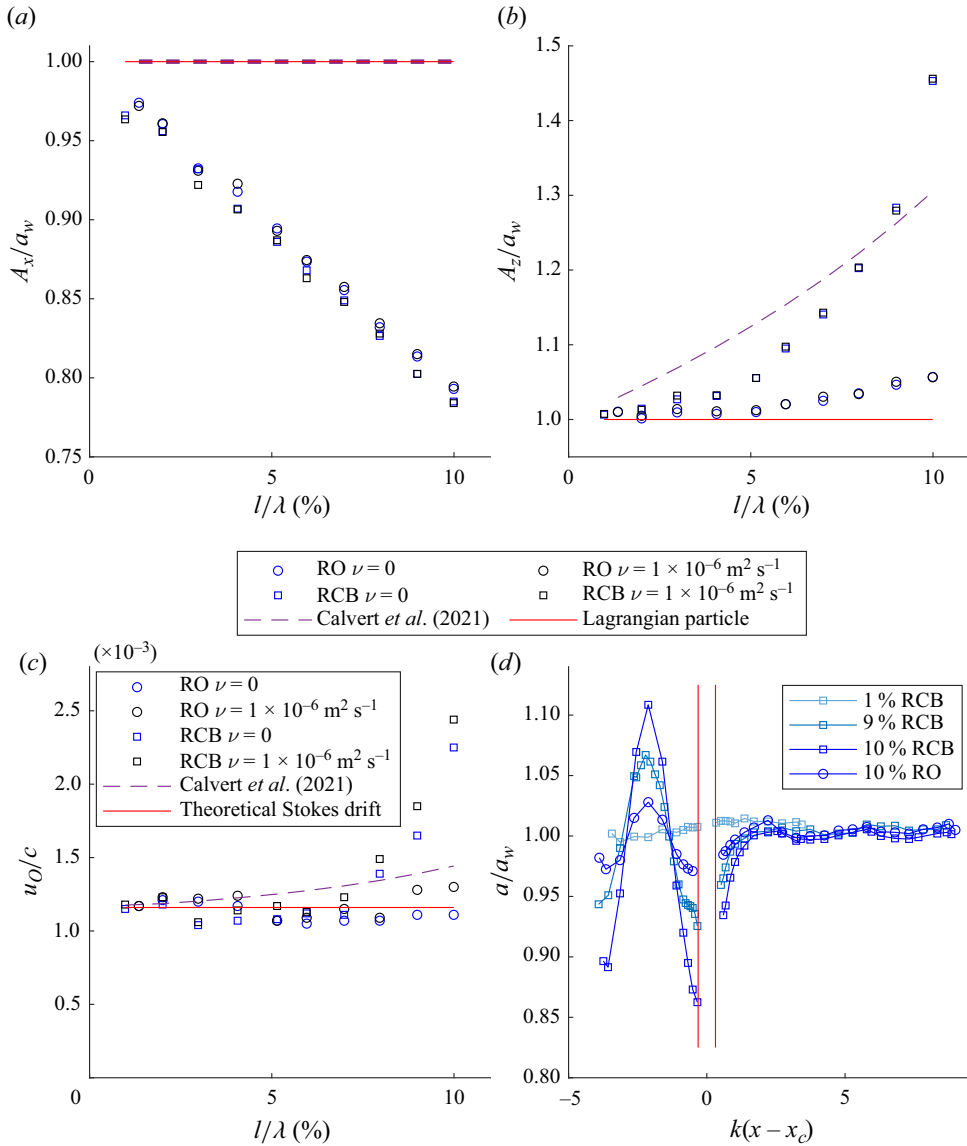 (a)
1.00
0.95
0.90
0.85
0.80
0.75
A_x/a_w
0
5
10
l/λ (%)
(b)
1.5
1.4
1.3
1.2
1.1
1.0
A_z/a_w
0
5
10
l/λ (%)
RO ν = 0
RO ν = 1 × 10⁻⁶ m² s⁻¹
RCB ν = 0
RCB ν = 1 × 10⁻⁶ m² s⁻¹
Calvert et al. (2021)
Lagrangian particle
(c)
(×10⁻³)
2.5
2.0
1.5
1.0
0.5
0
u_O/c
RO ν = 0
RO ν = 1 × 10⁻⁶ m² s⁻¹
RCB ν = 0
RCB ν = 1 × 10⁻⁶ m² s⁻¹
Calvert et al. (2021)
Theoretical Stokes drift
0
5
10
l/λ (%)
(d)
1.10
1.05
1.00
0.95
0.90
0.85
0.80
a/a_w
1 % RCB
9 % RCB
10 % RCB
10 % RO
−5
0
5
k(x − x_c)